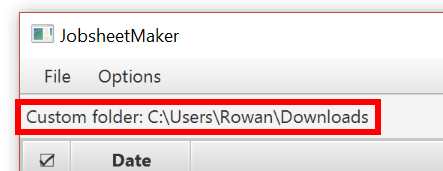 JobsheetMaker
File Options
Custom folder: C:\Users\Rowan\Downloads
Date